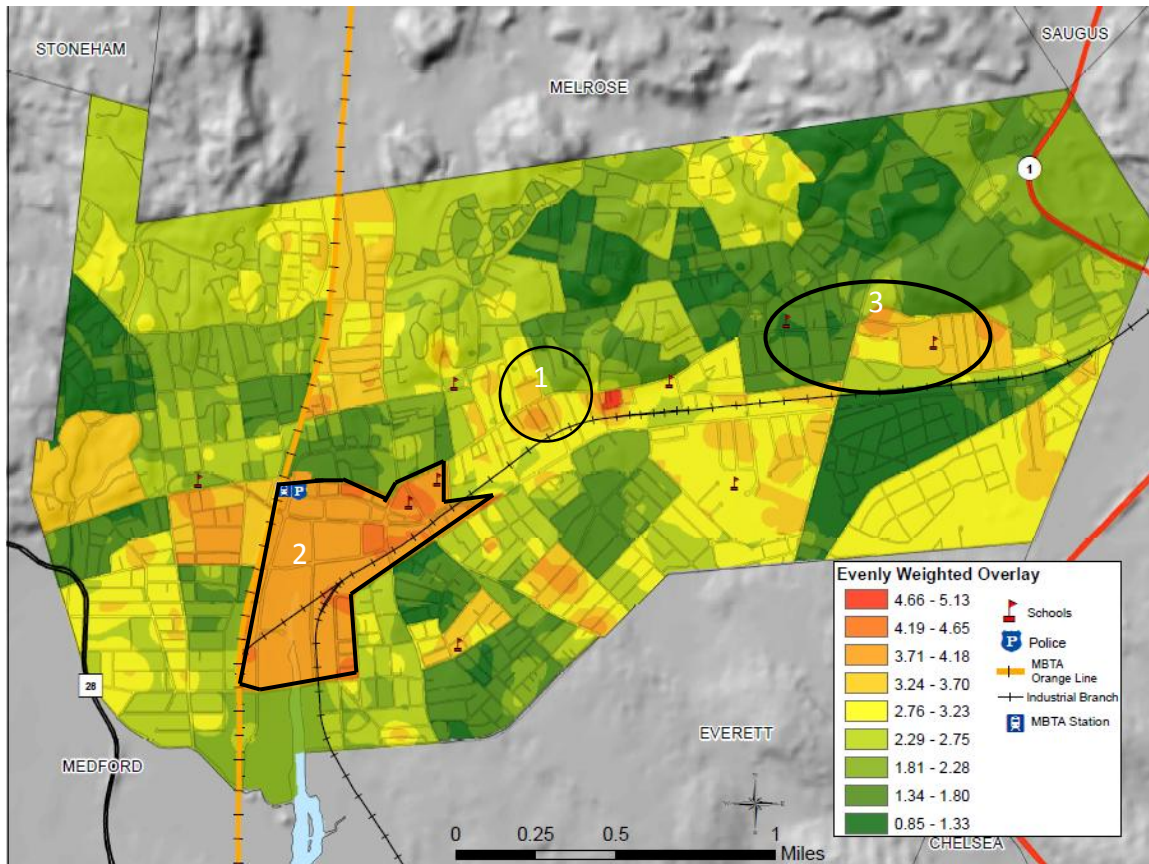 STONEHAM
SAUGUS
MELROSE
1
3
1
2
P
28
MEDFORD
EVERETT
CHELSEA
Evenly Weighted Overlay
4.66 - 5.13
4.19 - 4.65
3.71 - 4.18
3.24 - 3.70
2.76 - 3.23
2.29 - 2.75
1.81 - 2.28
1.34 - 1.80
0.85 - 1.33
Schools
P Police
MBTA
Orange Line
Industrial Branch
MBTA Station
0 0.25 0.5 1
Miles